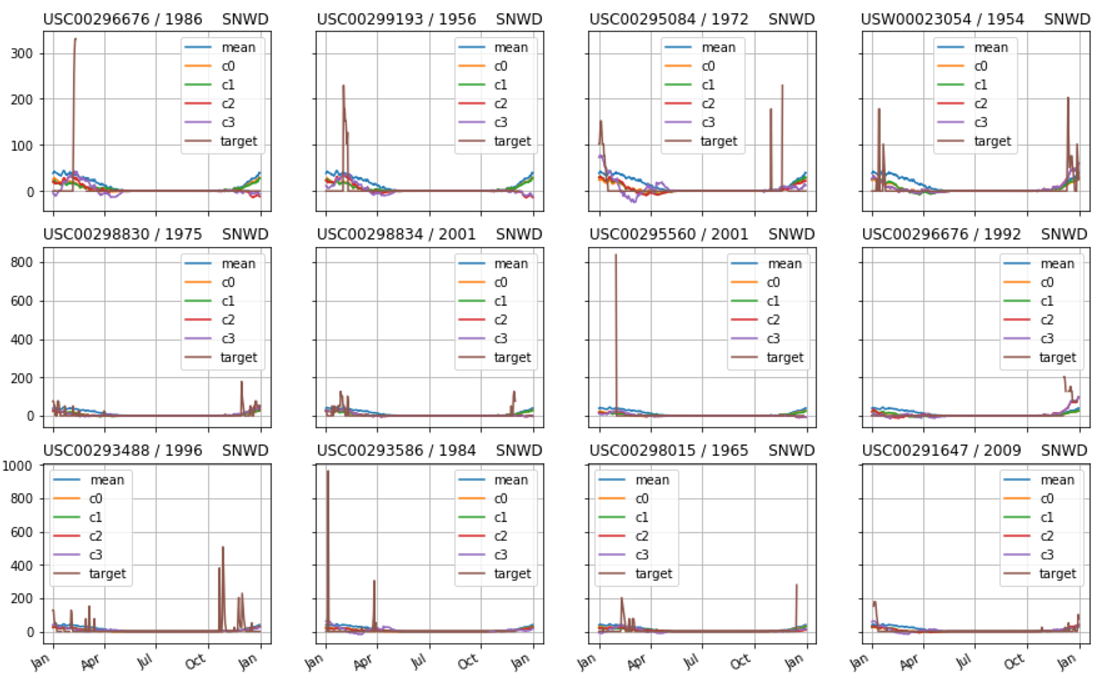 USC00296676 / 1986 SNWD
USC00299193 / 1956 SNWD
USC00295084 / 1972 SNWD
USW00023054 / 1954 SNWD
300
200
100
0
mean
c0
c1
c2
c3
target
mean
c0
c1
c2
c3
target
mean
c0
c1
c2
c3
target
mean
c0
c1
c2
c3
target
USC00298830 / 1975 SNWD
USC00298834 / 2001 SNWD
USC00295560 / 2001 SNWD
USC00296676 / 1992 SNWD
800
600
400
200
0
mean
c0
c1
c2
c3
target
mean
c0
c1
c2
c3
target
mean
c0
c1
c2
c3
target
mean
c0
c1
c2
c3
target
USC00293488 / 1996 SNWD
USC00293586 / 1984 SNWD
USC00298015 / 1965 SNWD
USC00291647 / 2009 SNWD
1000
800
600
400
200
0
mean
c0
c1
c2
c3
target
mean
c0
c1
c2
c3
target
mean
c0
c1
c2
c3
target
mean
c0
c1
c2
c3
target
Jan Apr Jul Oct Jan
Jan Apr Jul Oct Jan
Jan Apr Jul Oct Jan
Jan Apr Jul Oct Jan